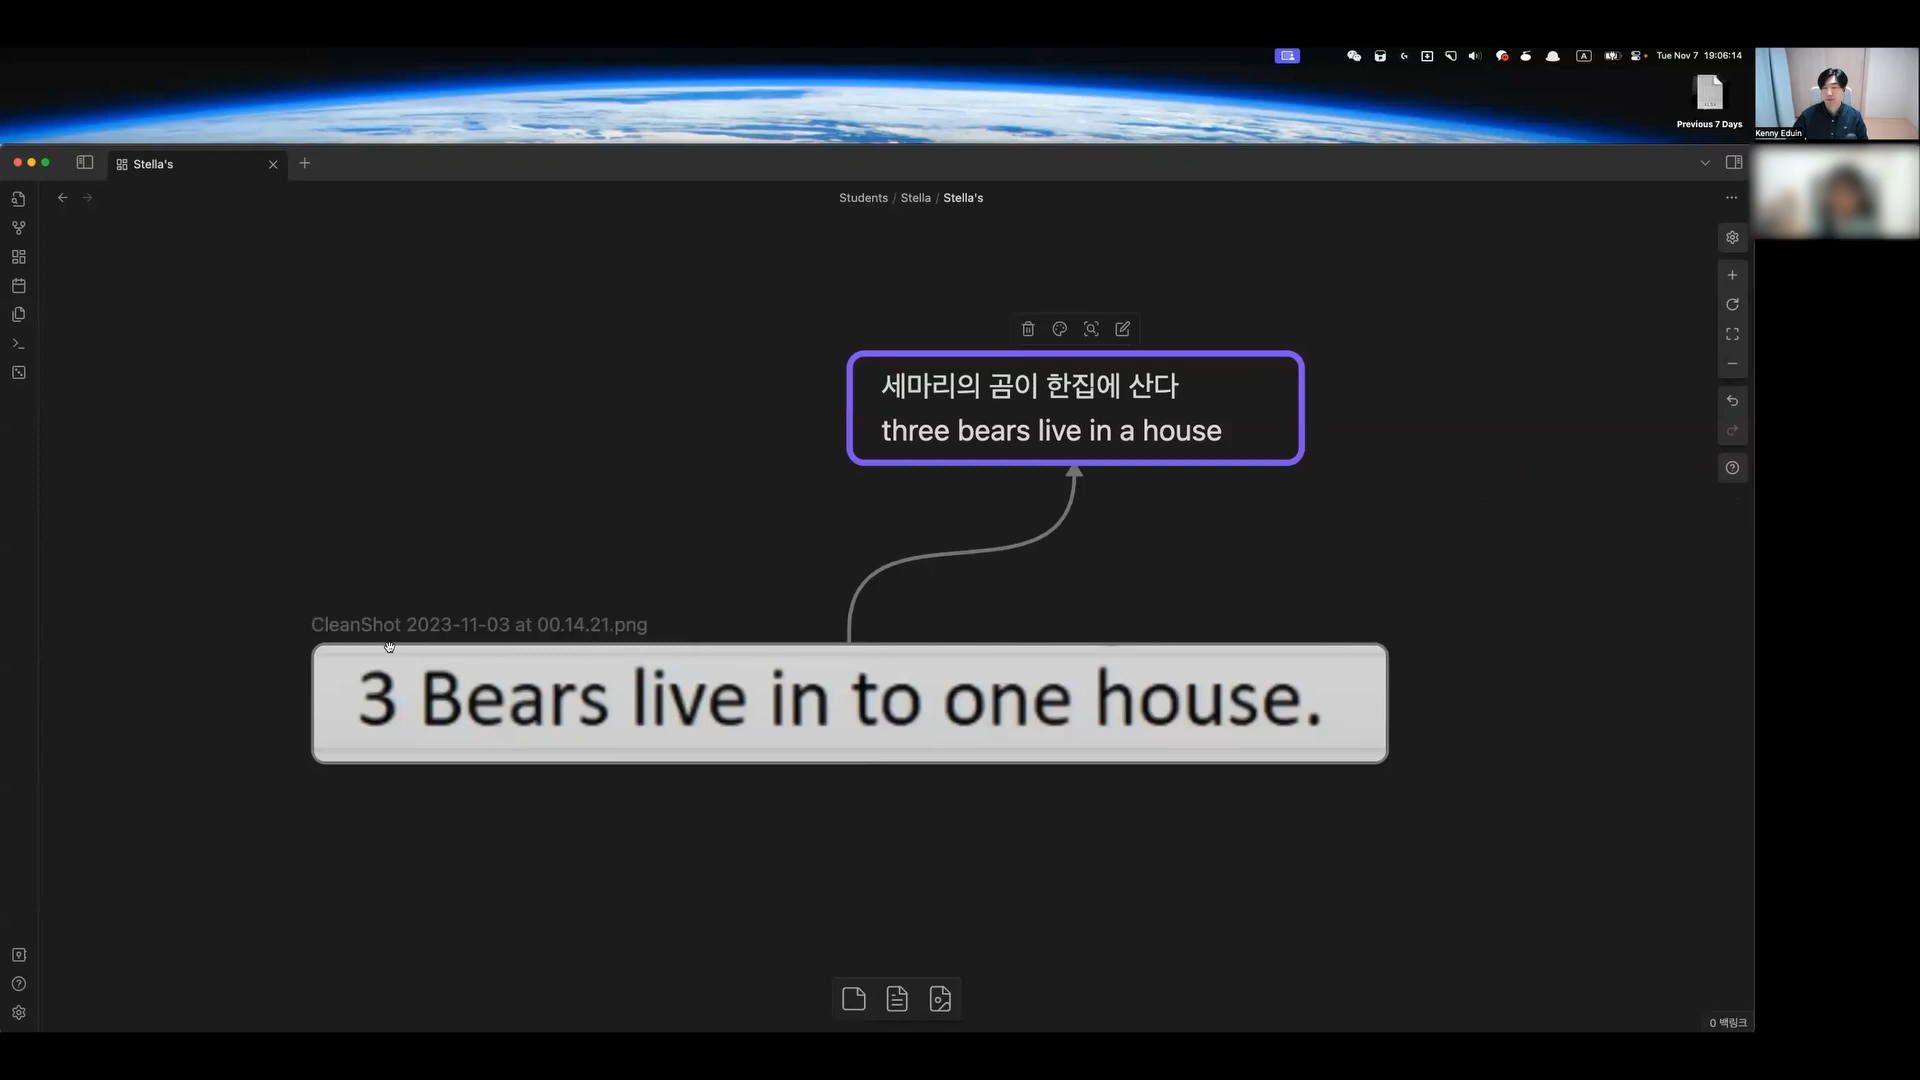 Tue Nov 7 19:06:14
Previous 7 Days
Kenny Eduin
Stella's
Students / Stella / Stella's
세마리의 곰이 한집에 산다
three bears live in a house
CleanShot 2023-11-03 at 00.14.21.png
3 Bears live in to one house.
0 백링크